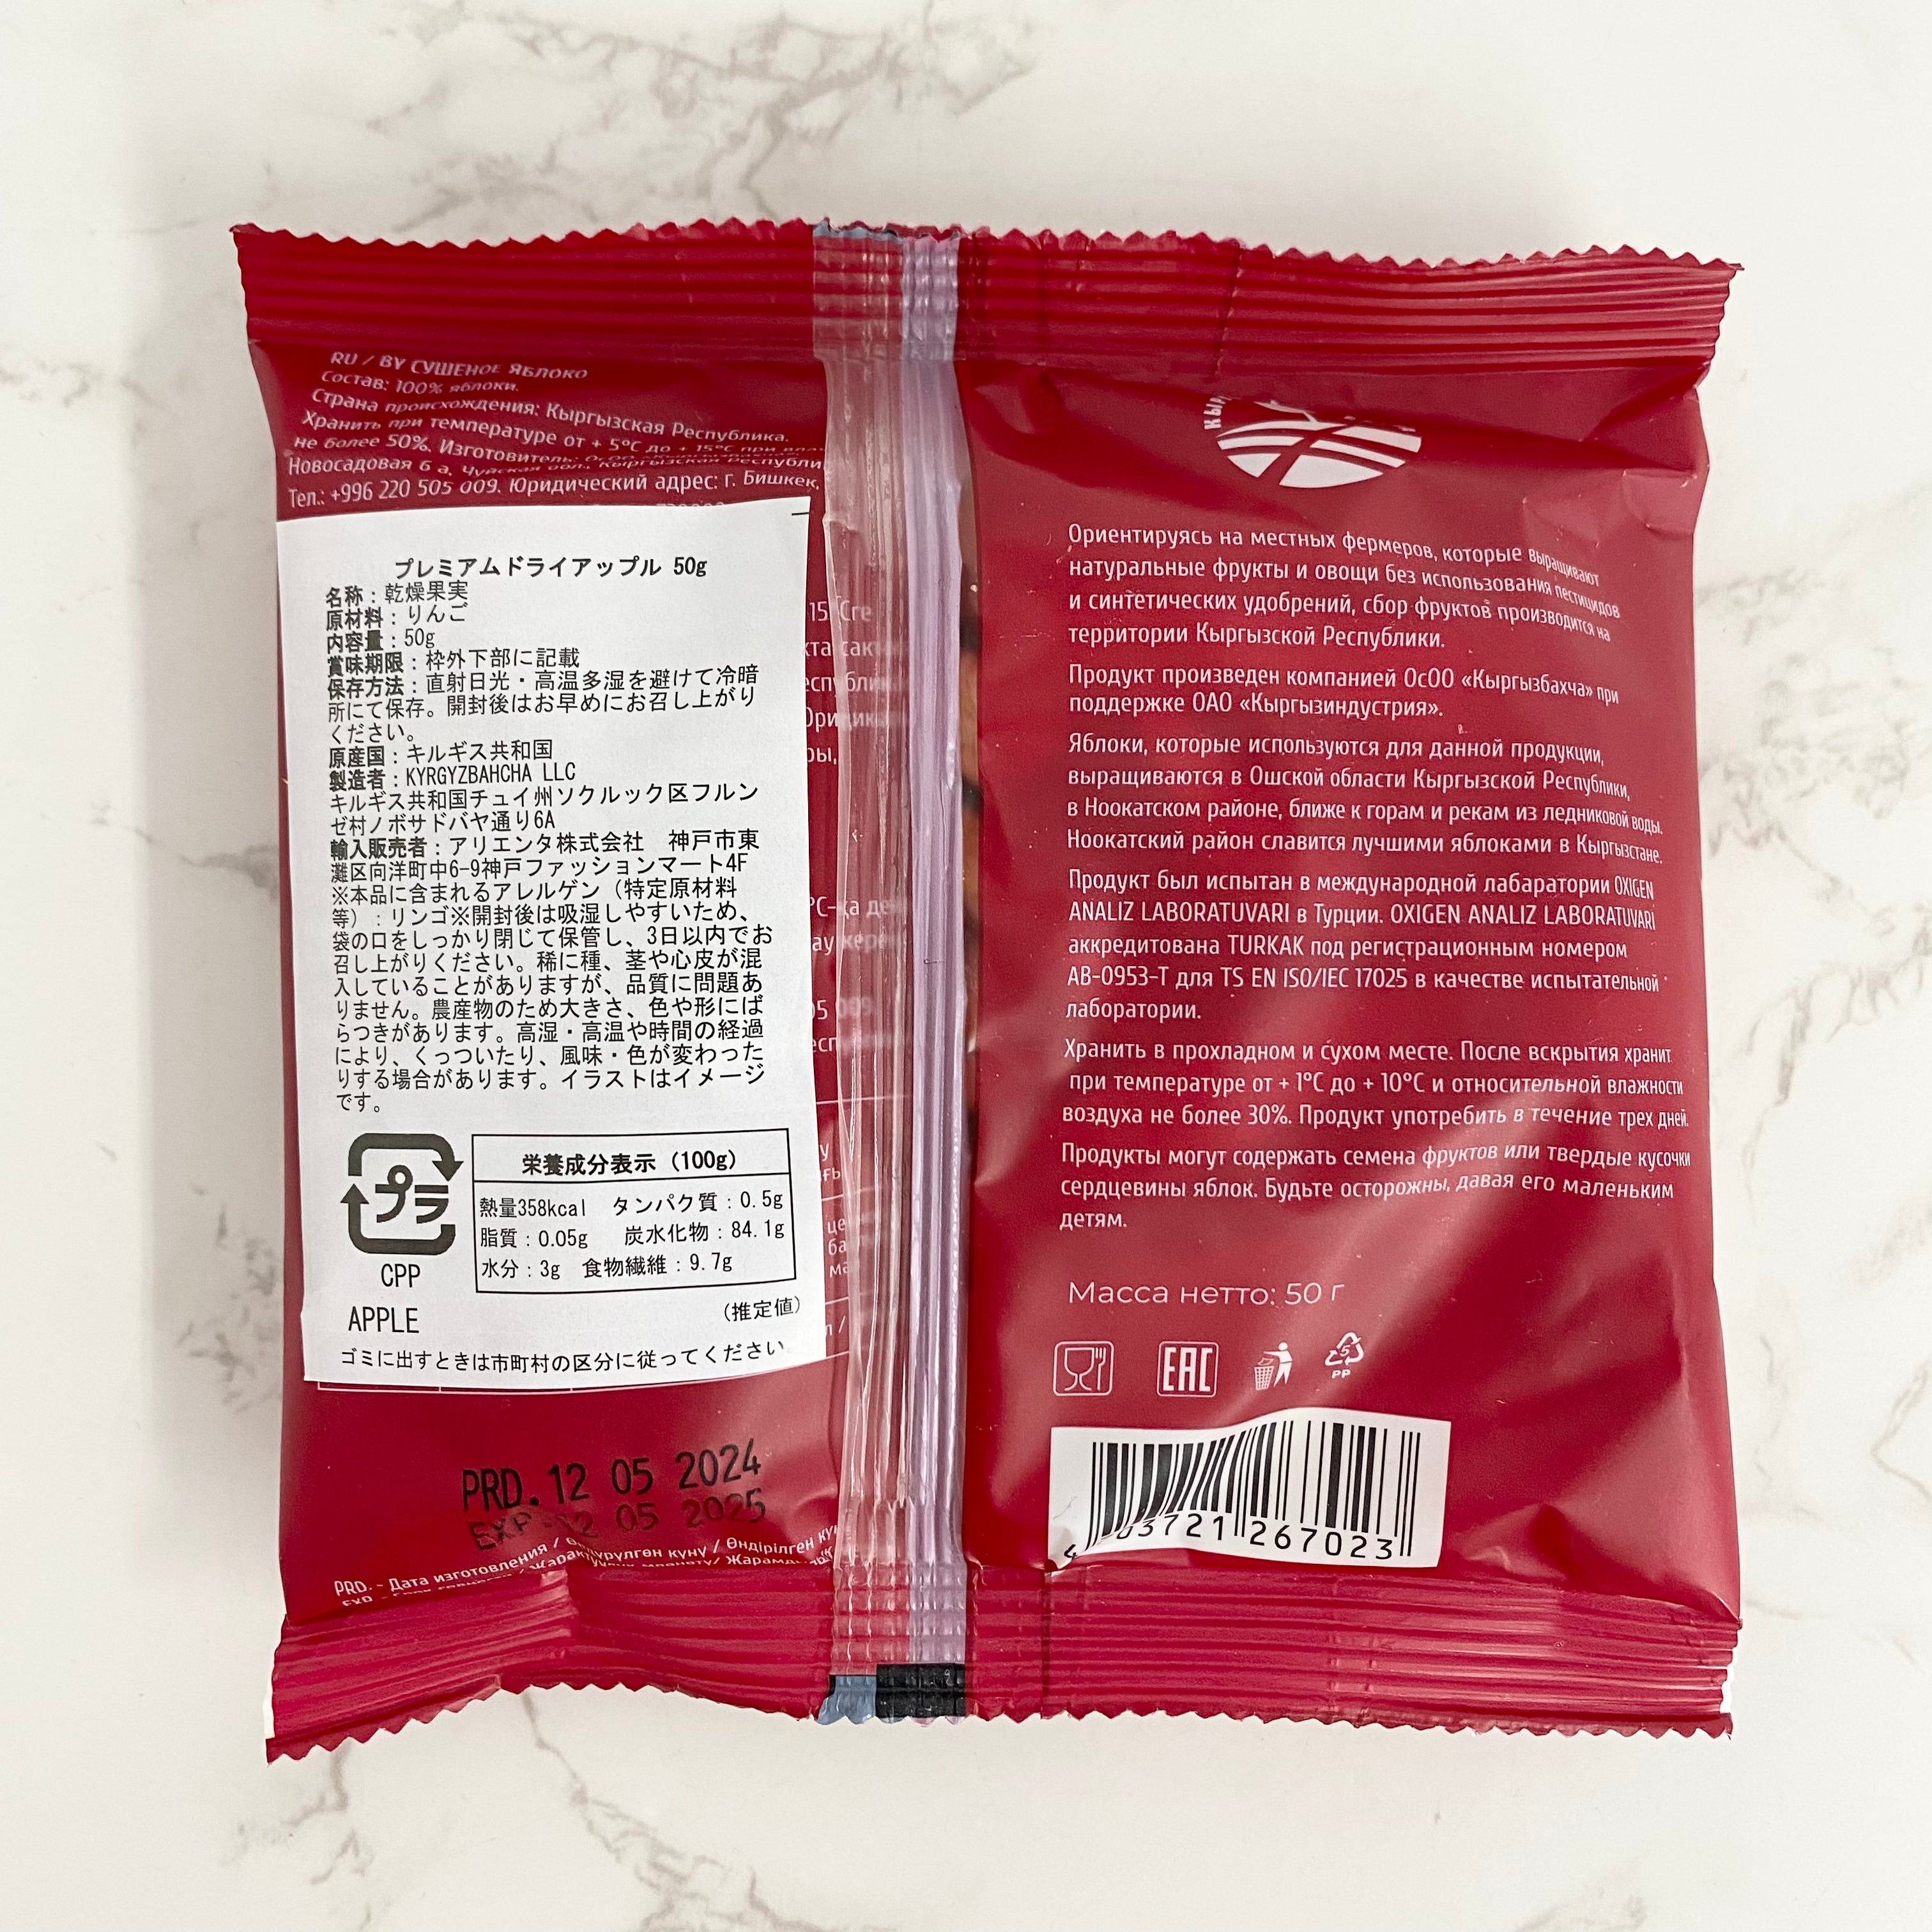 RU / BY СУШЕНОЕ ЯБЛОКО
Состав: 100% яблоки.
Страна происхождения: Кыргызская Республика.
Хранить при температуре от + 5°C до + 15°C при
не более 50%. Изготовитель:
Новосадовая 6 а, Чуйская обл., Кыргызская
Тел.: +996 220 505 009. Юридический адрес: г. Бишкек,
プレミアムドライアップル 50g
名称：乾燥果実
原材料：りんご
内容量：50g
賞味期限：枠外下部に記載
保存方法：直射日光・高温多湿を避けて冷暗
所にて保存。開封後はお早めにお召し上がり
ください。
原産国：キルギス共和国
製造者：KYRGYZBAHCHA LLC
キルギス共和国チュイ州ソクルック区フルン
ゼ村ノボサドバヤ通り6A
輸入販売者：アリエンタ株式会社　神戸市東
灘区向洋町中6-9神戸ファッションマート4F
※本品に含まれるアレルゲン（特定原材料
等）：リンゴ※開封後は吸湿しやすいため、
袋の口をしっかり閉じて保管し、3日以内でお
召し上がりください。稀に種、茎や心皮が混
入していることがありますが、品質に問題あ
りません。農産物のため大きさ、色や形にば
らつきがあります。高湿・高温や時間の経過
により、くっついたり、風味・色が変わった
りする場合があります。イラストはイメージ
です。
プラ
CPP
APPLE
栄養成分表示（100g）
熱量358kcal　タンパク質：0.5g
脂質：0.05g　炭水化物：84.1g
水分：3g　食物繊維：9.7g
（推定値）
ゴミに出すときは市町村の区分に従ってください
PRD. 12 05 2024
EXP 12 05 2025
PRD. - Дата изготовления / Өндүрүлгөн күнү / Өндірілген
Ориентируясь на местных фермеров, которые выращивают
натуральные фрукты и овощи без использования пестицидов
и синтетических удобрений, сбор фруктов производится на
территории Кыргызской Республики.
Продукт произведен компанией ОсОО «Кыргызбахча» при
поддержке ОАО «Кыргызиндустрия».
Яблоки, которые используются для данной продукции,
выращиваются в Ошской области Кыргызской Республики,
в Ноокатском районе, ближе к горам и рекам из ледниковой воды.
Ноокатский район славится лучшими яблоками в Кыргызстане.
Продукт был испытан в международной лабаратории OXIGEN
ANALIZ LABORATUVARI в Турции. OXIGEN ANALIZ LABORATUVARI
аккредитована TURKAK под регистрационным номером
AB-0953-T для TS EN ISO/IEC 17025 в качестве испытательной
лаборатории.
Хранить в прохладном и сухом месте. После вскрытия хранит
при температуре от + 1°C до + 10°C и относительной влажности
воздуха не более 30%. Продукт употребить в течение трех дней.
Продукты могут содержать семена фруктов или твердые кусочки
сердцевины яблок. Будьте осторожны, давая его маленьким
детям.
Масса нетто: 50 г
EAC
5
PP
267023